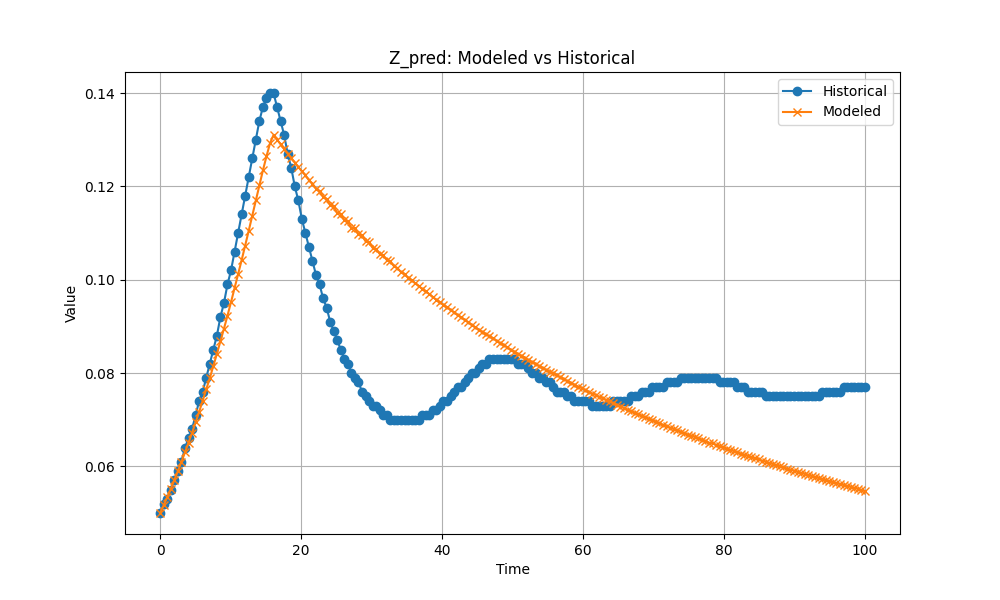 Z_pred: Modeled vs Historical
Historical
Modeled
Value
0.14
0.12
0.10
0.08
0.06
0
20
40
60
80
100
Time